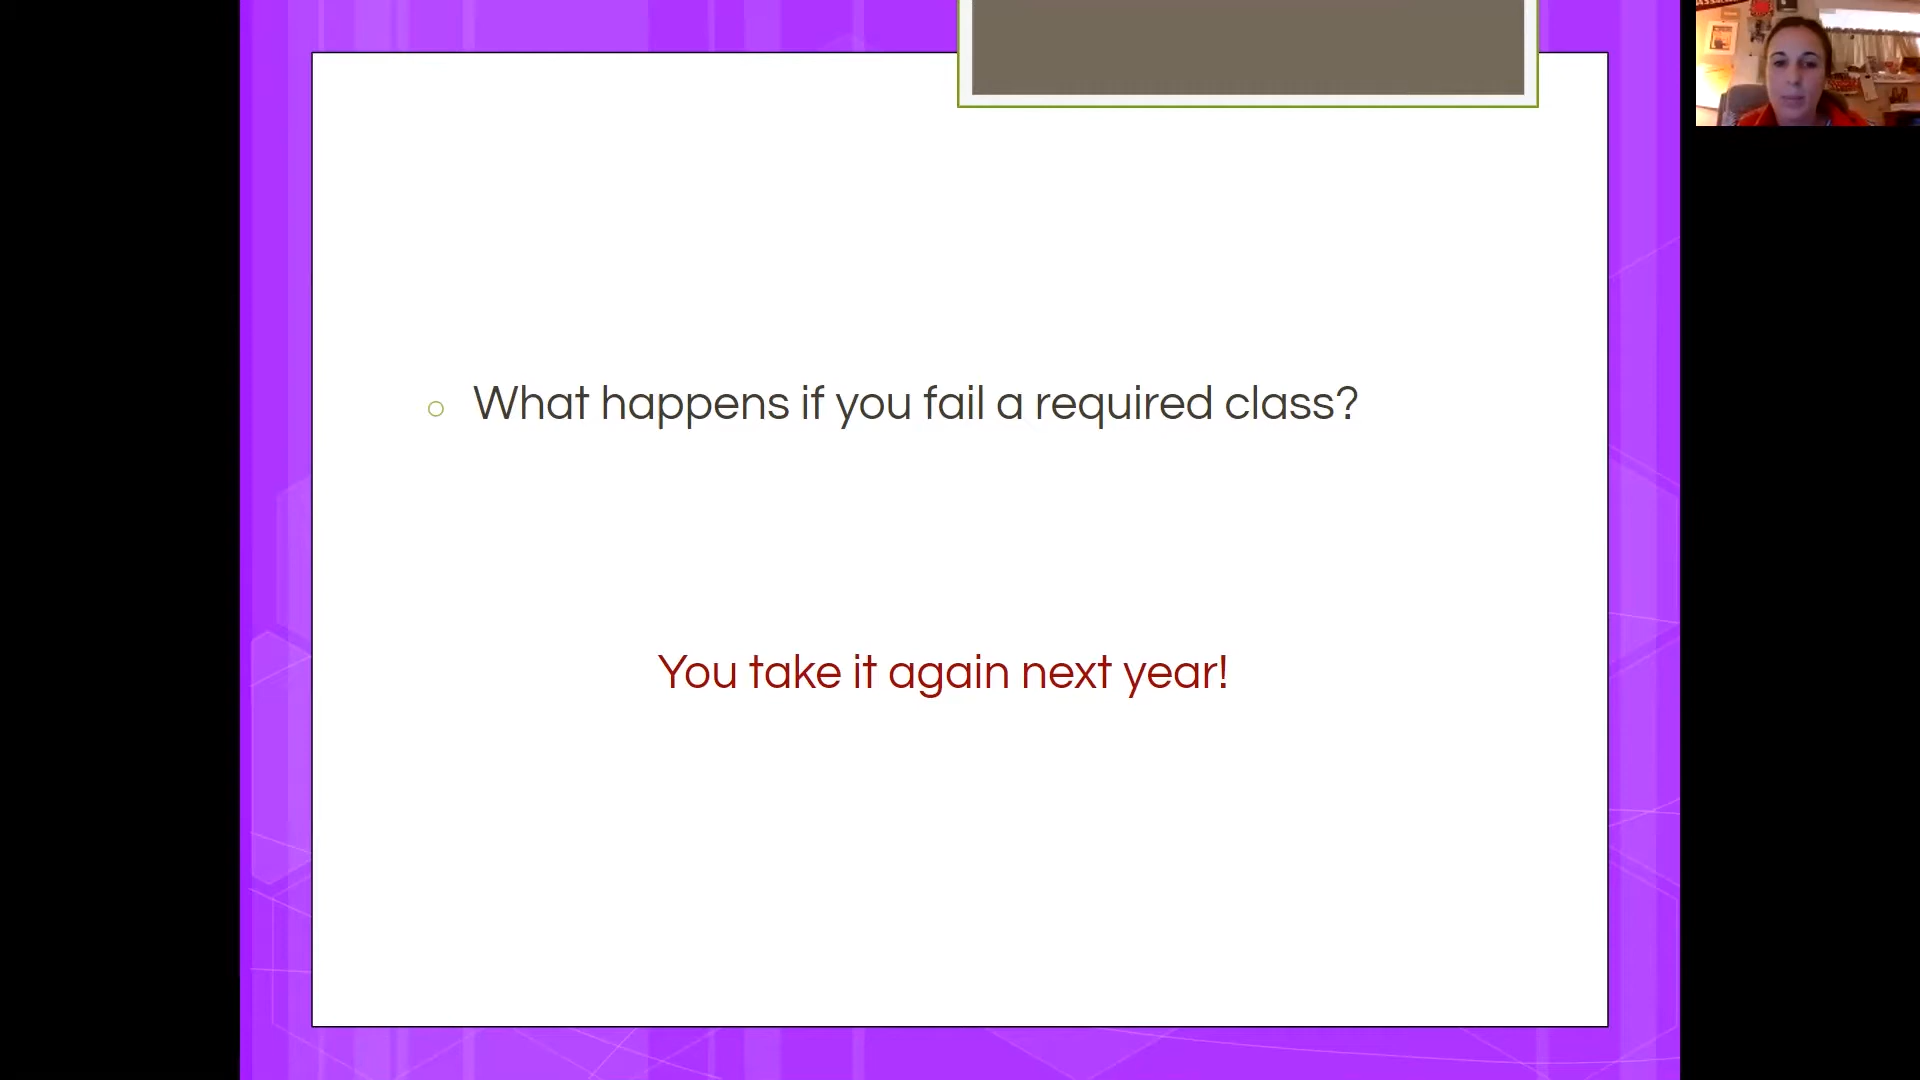 What happens if you fail a required class?
You take it again next year!